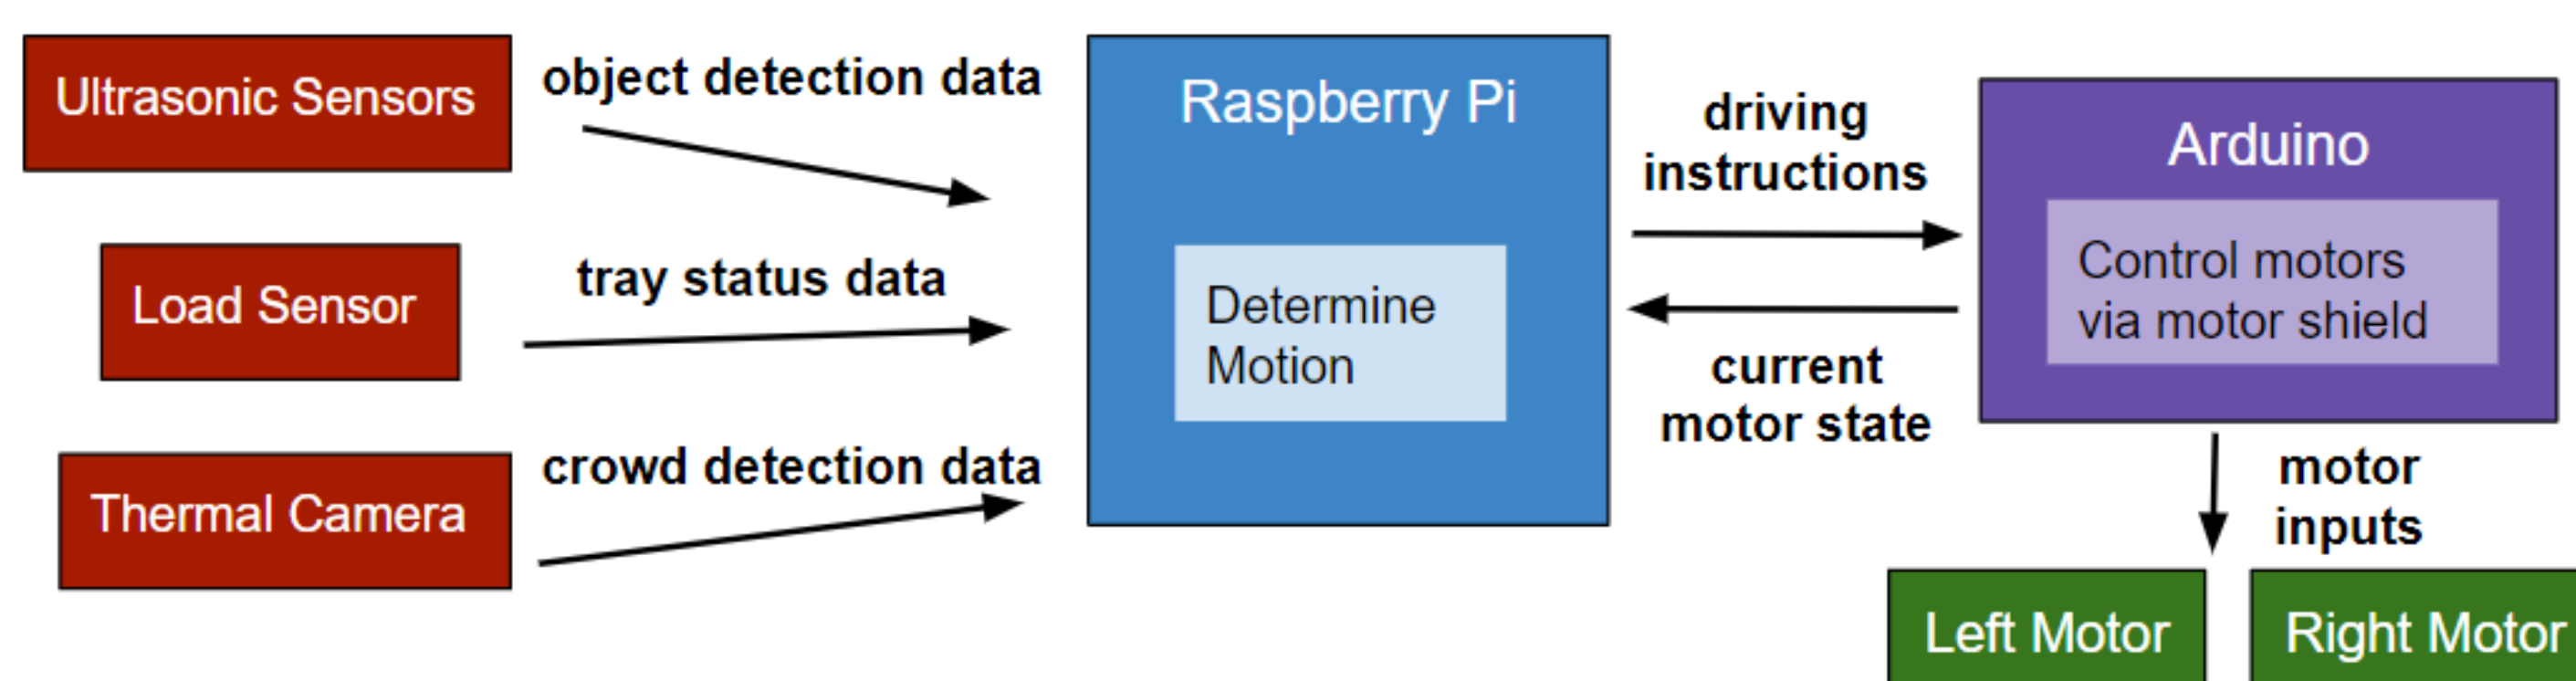 Ultrasonic Sensors
object detection data
Load Sensor
tray status data
Thermal Camera
crowd detection data
Raspberry Pi
Determine
Motion
driving
instructions
current
motor state
Arduino
Control motors
via motor shield
motor
inputs
Left Motor
Right Motor